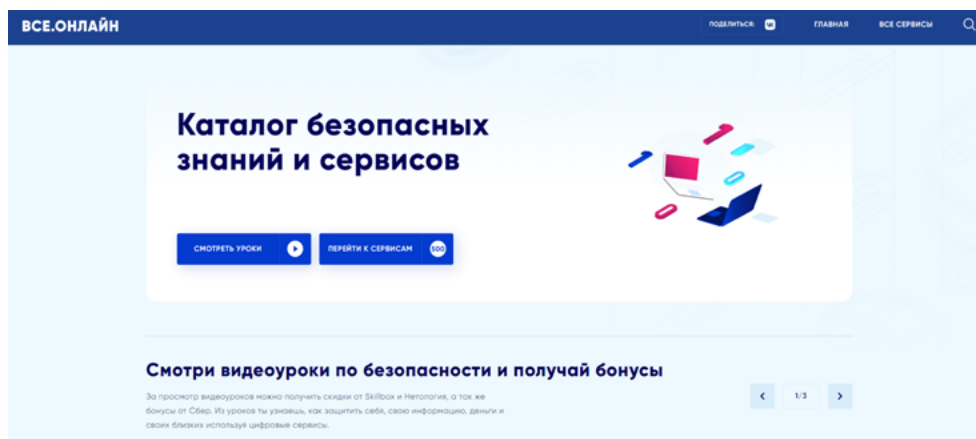 ВСЕ.ОНЛАЙН
ПОДЕЛИТЬСЯ:
ГЛАВНАЯ
ВСЕ СЕРВИСЫ
Каталог безопасных
знаний и сервисов
СМОТРЕТЬ УРОКИ
ПЕРЕЙТИ К СЕРВИСАМ 500
Смотри видеоуроки по безопасности и получай бонусы
За просмотр видеоуроков можно получить скидки от Skillbox и Нетология, а так же
бонусы от Сбер. Из уроков ты узнаешь, как защитить себя, свою информацию, деньги и
своих близких используя цифровые сервисы.
1/3